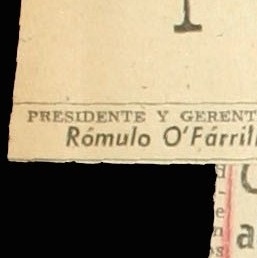 PRESIDENTE Y GERENT
Rómulo O'Fárril
a